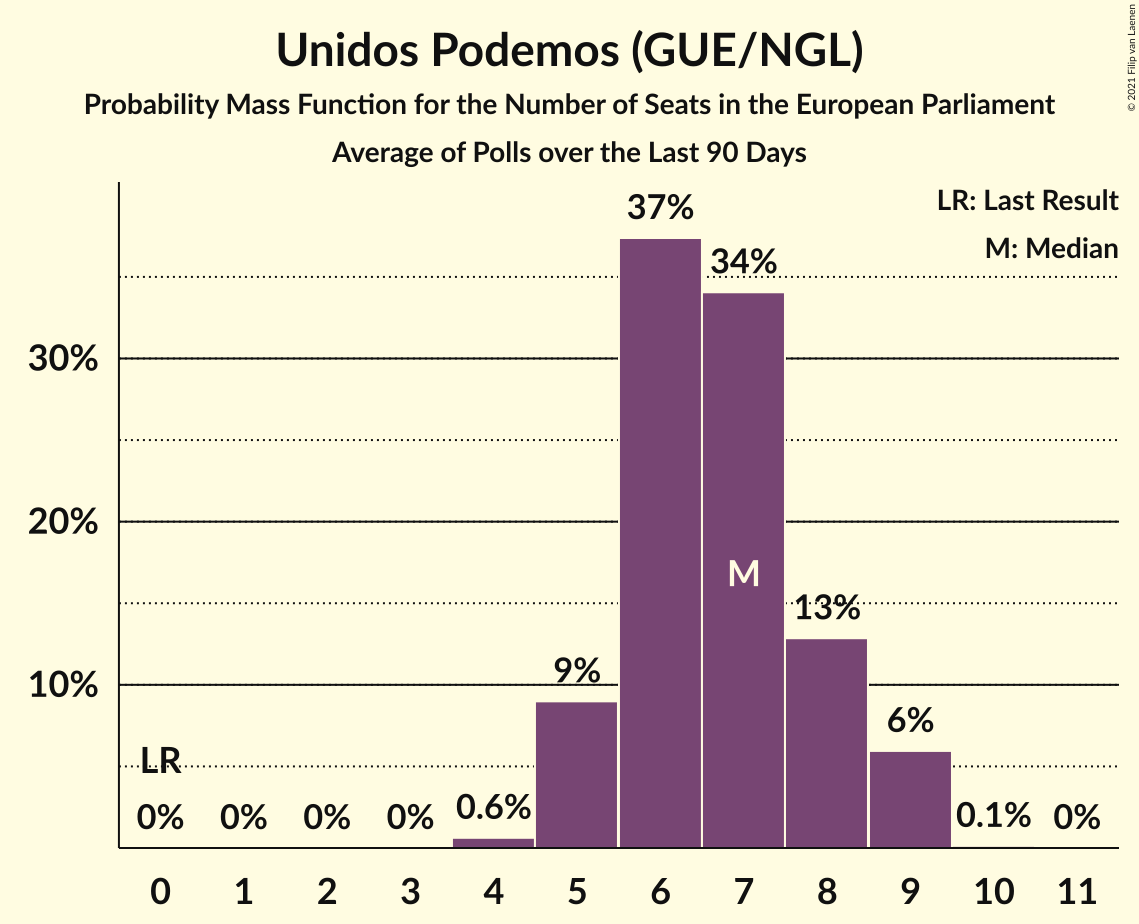 Unidos Podemos (GUE/NGL)
Probability Mass Function for the Number of Seats in the European Parliament
Average of Polls over the Last 90 Days
© 2021 Filip van Laenen
LR: Last Result
M: Median
37%
34%
30%
20%
10%
M
13%
9%
6%
LR
0%
0%
0%
0%
0.6%
0.1%
0%
0 1 2 3 4 5 6 7 8 9 10 11